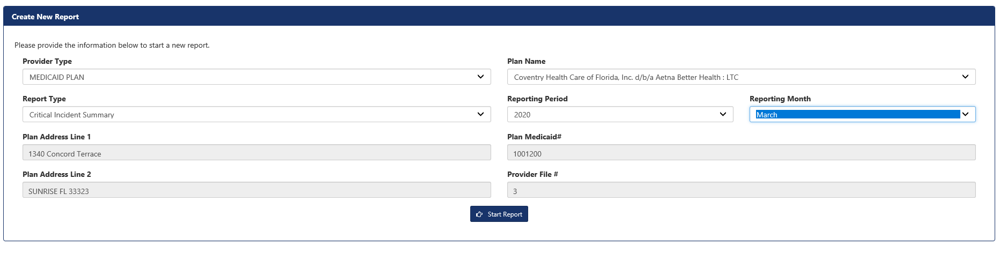 Create New Report
Please provide the information below to start a new report.
Provider Type
MEDICAID PLAN
Plan Name
Coventry Health Care of Florida, Inc. d/b/a Aetna Better Health : LTC
Report Type
Critical Incident Summary
Reporting Period
2020
Reporting Month
March
Plan Address Line 1
1340 Concord Terrace
Plan Medicaid#
1001200
Plan Address Line 2
SUNRISE FL 33323
Provider File #
3
Start Report